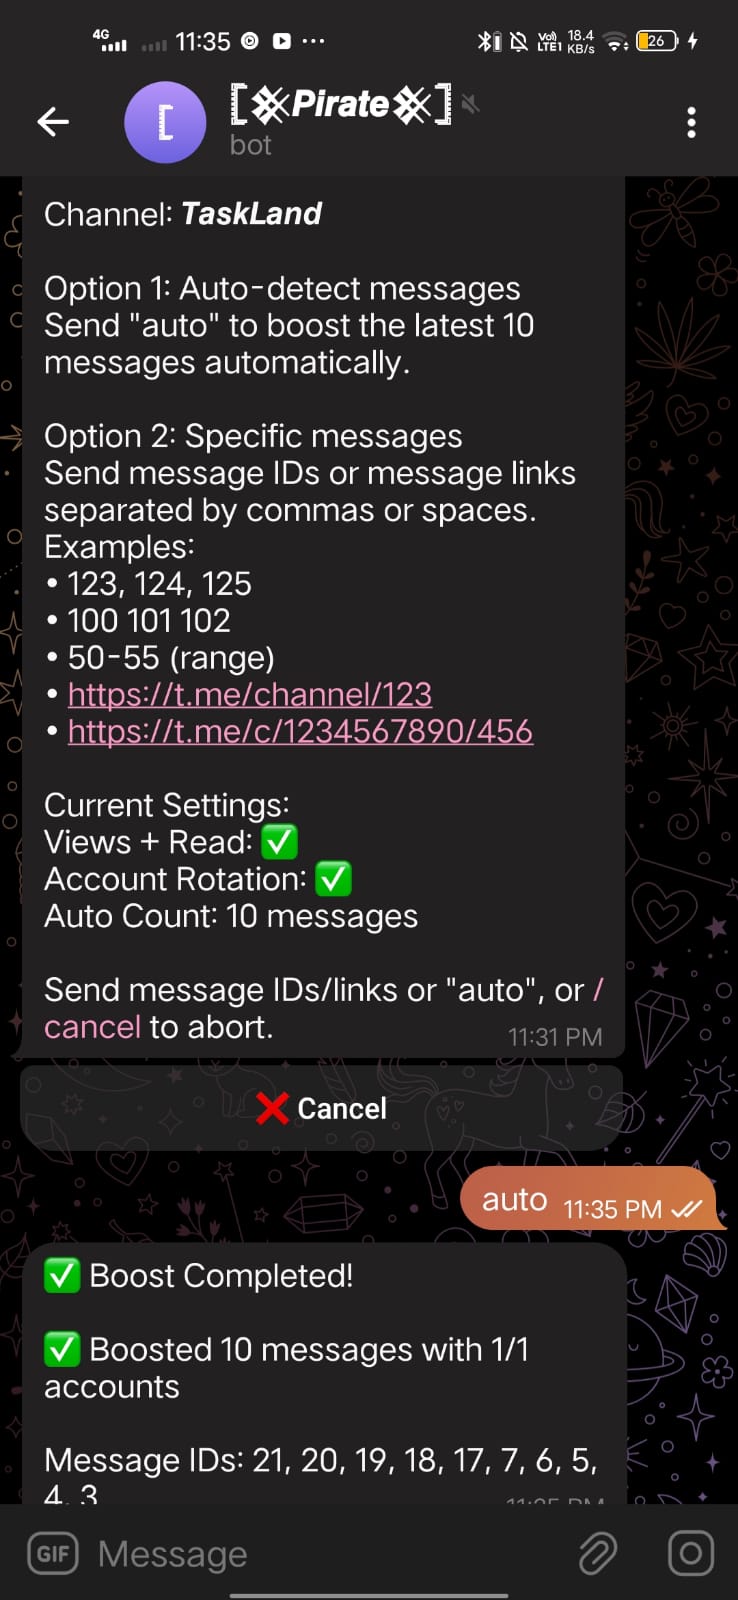 4G 11:35 ... Vo) LTE1 18.4 KB/s 26
[ [※Pirate※]
bot
Channel: TaskLand
Option 1: Auto-detect messages
Send "auto" to boost the latest 10
messages automatically.
Option 2: Specific messages
Send message IDs or message links
separated by commas or spaces.
Examples:
• 123, 124, 125
• 100 101 102
• 50-55 (range)
• https://t.me/channel/123
• https://t.me/c/1234567890/456
Current Settings:
Views + Read: ✅
Account Rotation: ✅
Auto Count: 10 messages
Send message IDs/links or "auto", or /
cancel to abort. 11:31 PM
❌ Cancel
auto 11:35 PM
✅ Boost Completed!
✅ Boosted 10 messages with 1/1
accounts
Message IDs: 21, 20, 19, 18, 17, 7, 6, 5,
4, 3 11:35 PM
GIF Message